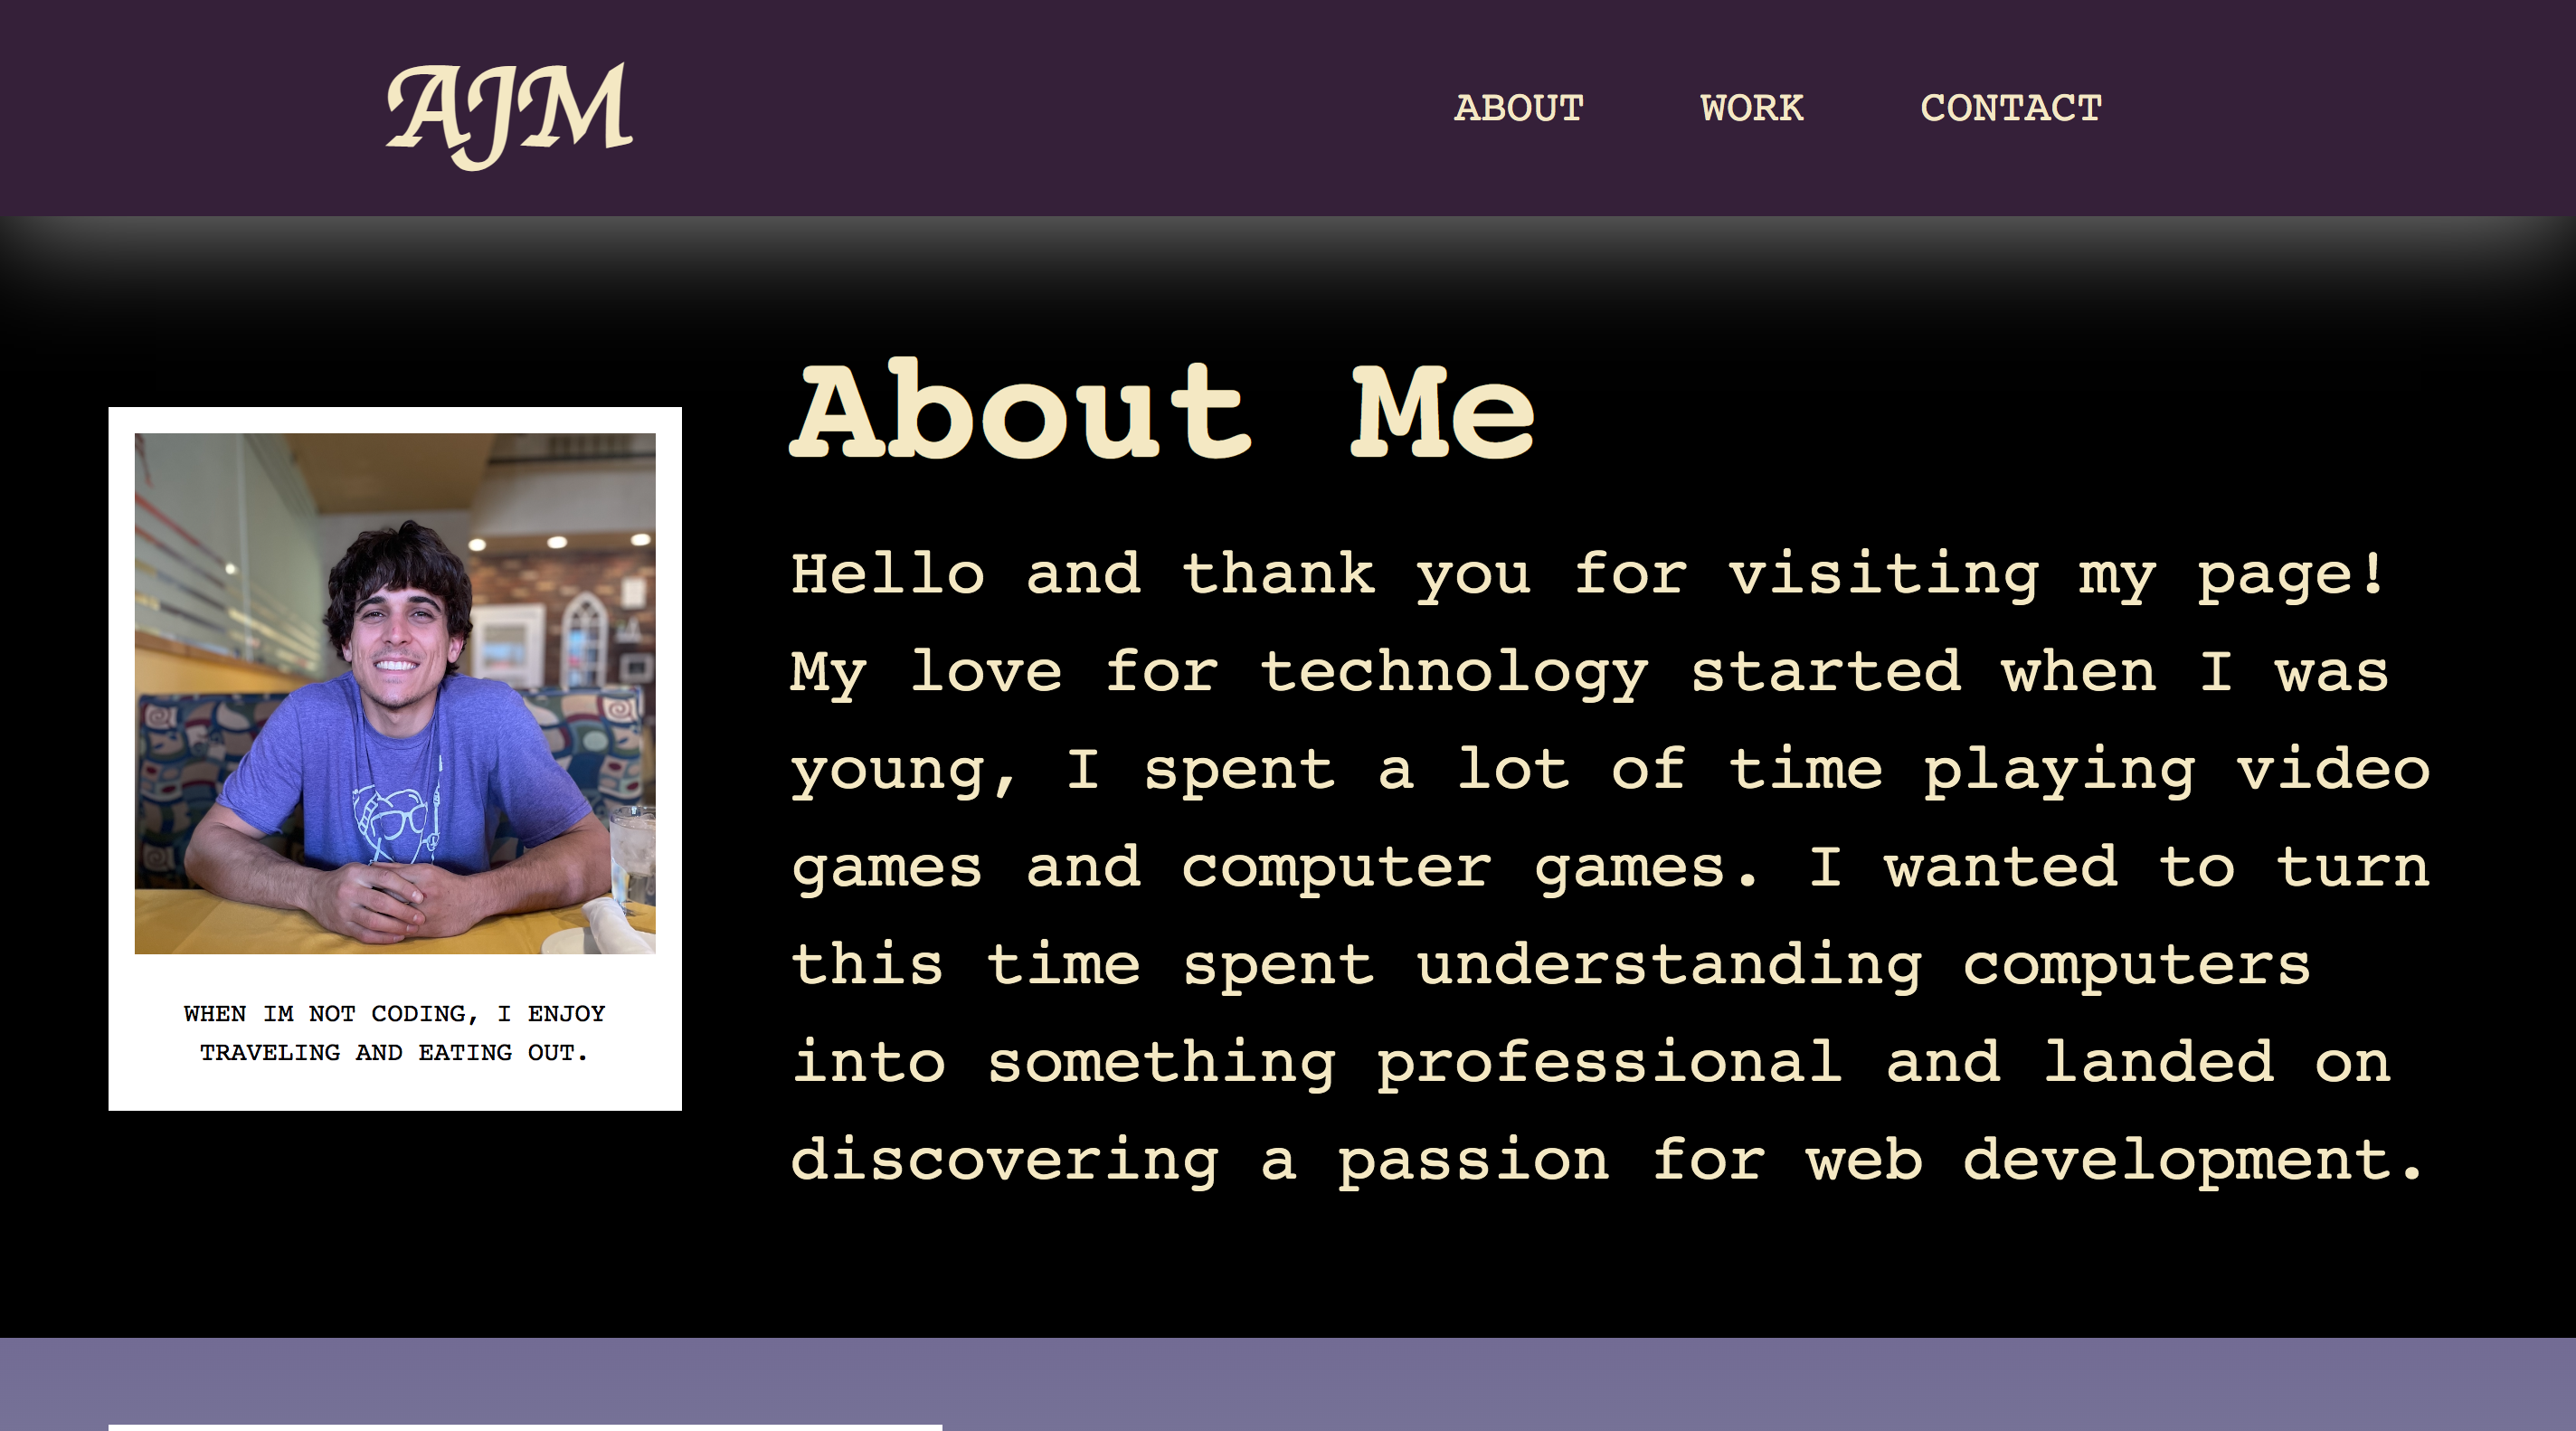 AJM
ABOUT WORK CONTACT
About Me
Hello and thank you for visiting my page!
My love for technology started when I was
young, I spent a lot of time playing video
games and computer games. I wanted to turn
this time spent understanding computers
into something professional and landed on
discovering a passion for web development.
WHEN IM NOT CODING, I ENJOY
TRAVELING AND EATING OUT.